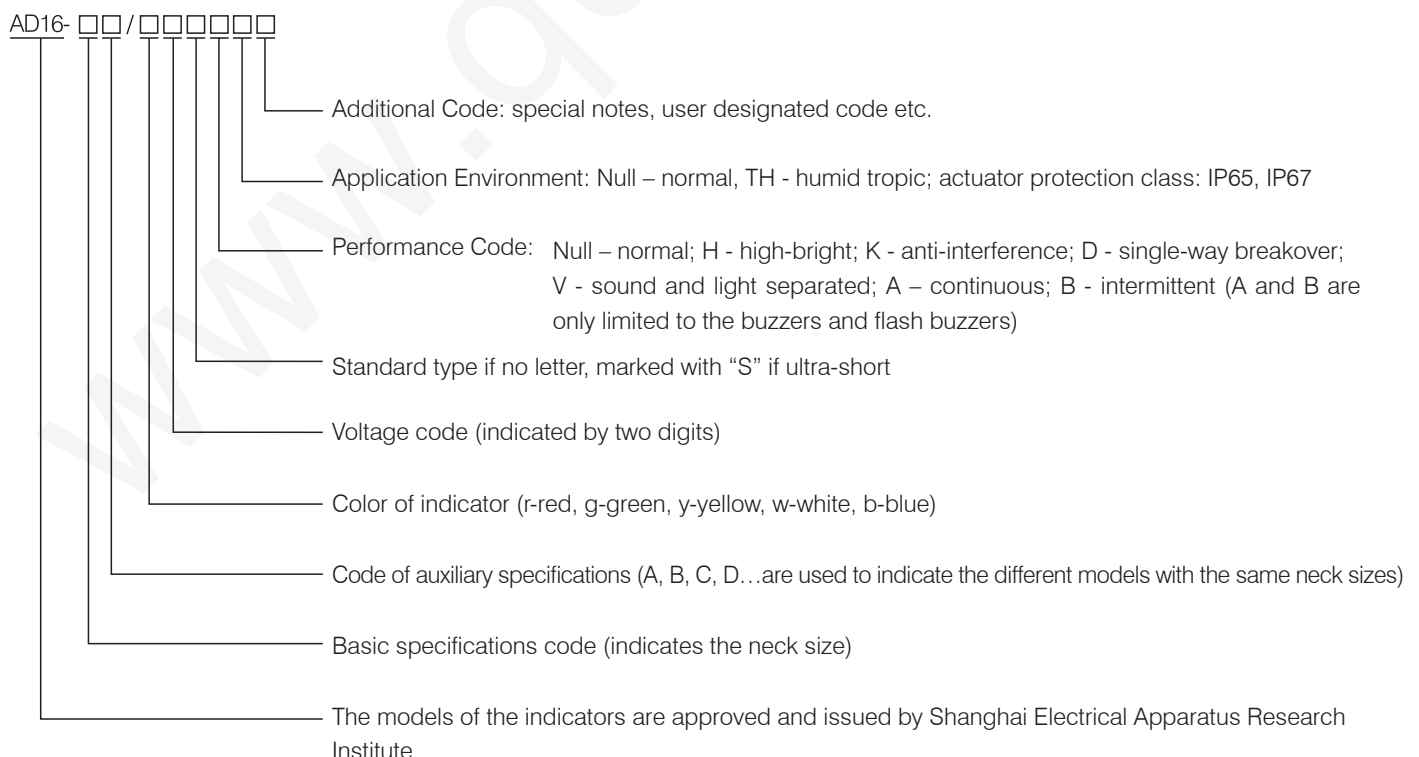 AD16- □□/□□□□□□
Additional Code: special notes, user designated code etc.
Application Environment: Null – normal, TH - humid tropic; actuator protection class: IP65, IP67
Performance Code: Null – normal; H - high-bright; K - anti-interference; D - single-way breakover;
V - sound and light separated; A – continuous; B - intermittent (A and B are
only limited to the buzzers and flash buzzers)
Standard type if no letter, marked with “S” if ultra-short
Voltage code (indicated by two digits)
Color of indicator (r-red, g-green, y-yellow, w-white, b-blue)
Code of auxiliary specifications (A, B, C, D…are used to indicate the different models with the same neck sizes)
Basic specifications code (indicates the neck size)
The models of the indicators are approved and issued by Shanghai Electrical Apparatus Research
Institute